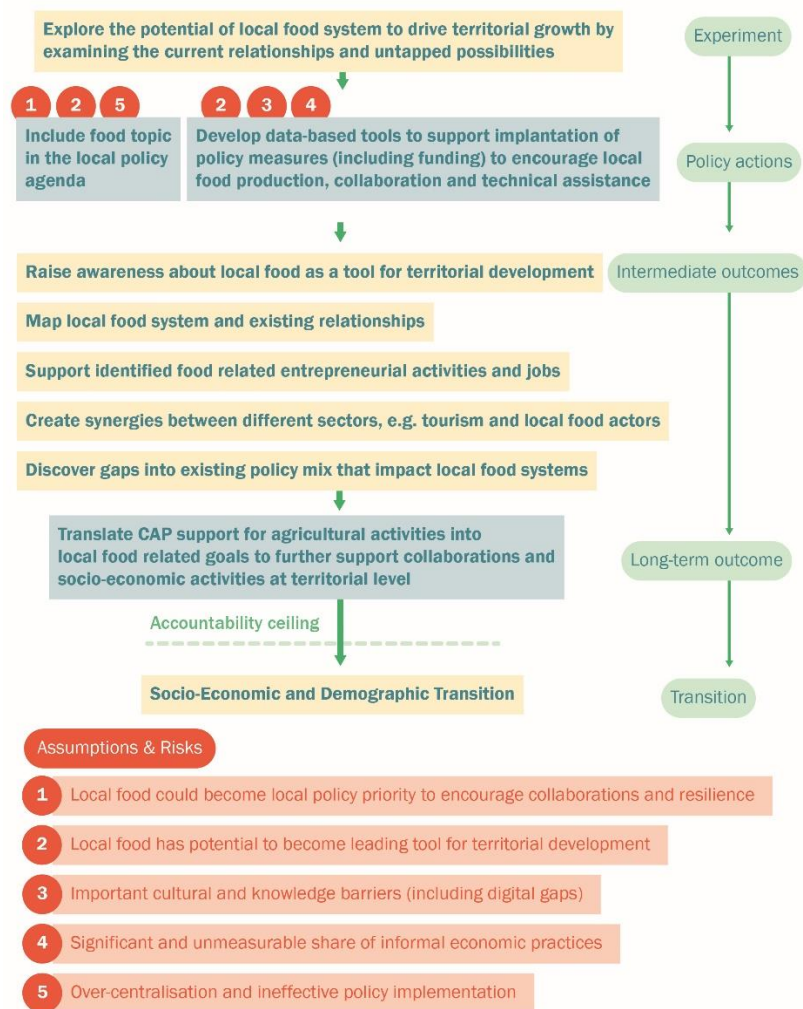 Explore the potential of local food system to drive territorial growth by
examining the current relationships and untapped possibilities
Experiment
1 2 5
2 3 4
Include food topic
in the local policy
agenda
Develop data-based tools to support implantation of
policy measures (including funding) to encourage local
food production, collaboration and technical assistance
Policy actions
Raise awareness about local food as a tool for territorial development
Intermediate outcomes
Map local food system and existing relationships
Support identified food related entrepreneurial activities and jobs
Create synergies between different sectors, e.g. tourism and local food actors
Discover gaps into existing policy mix that impact local food systems
Translate CAP support for agricultural activities into
local food related goals to further support collaborations and
socio-economic activities at territorial level
Long-term outcome
Accountability ceiling
Socio-Economic and Demographic Transition
Transition
Assumptions & Risks
1 Local food could become local policy priority to encourage collaborations and resilience
2 Local food has potential to become leading tool for territorial development
3 Important cultural and knowledge barriers (including digital gaps)
4 Significant and unmeasurable share of informal economic practices
5 Over-centralisation and ineffective policy implementation